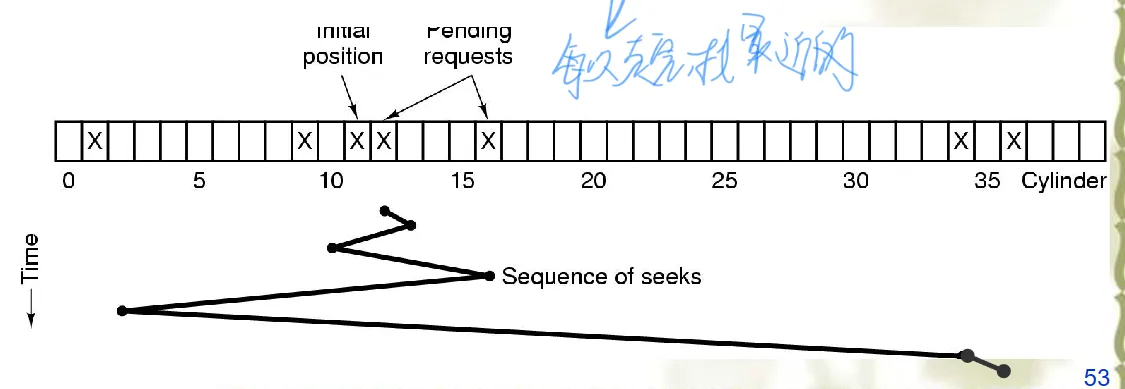 Initial
position
Pending
requests
每次都找最近的
X X X X X X X
0 5 10 15 20 25 30 35 Cylinder
Time
Sequence of seeks
53